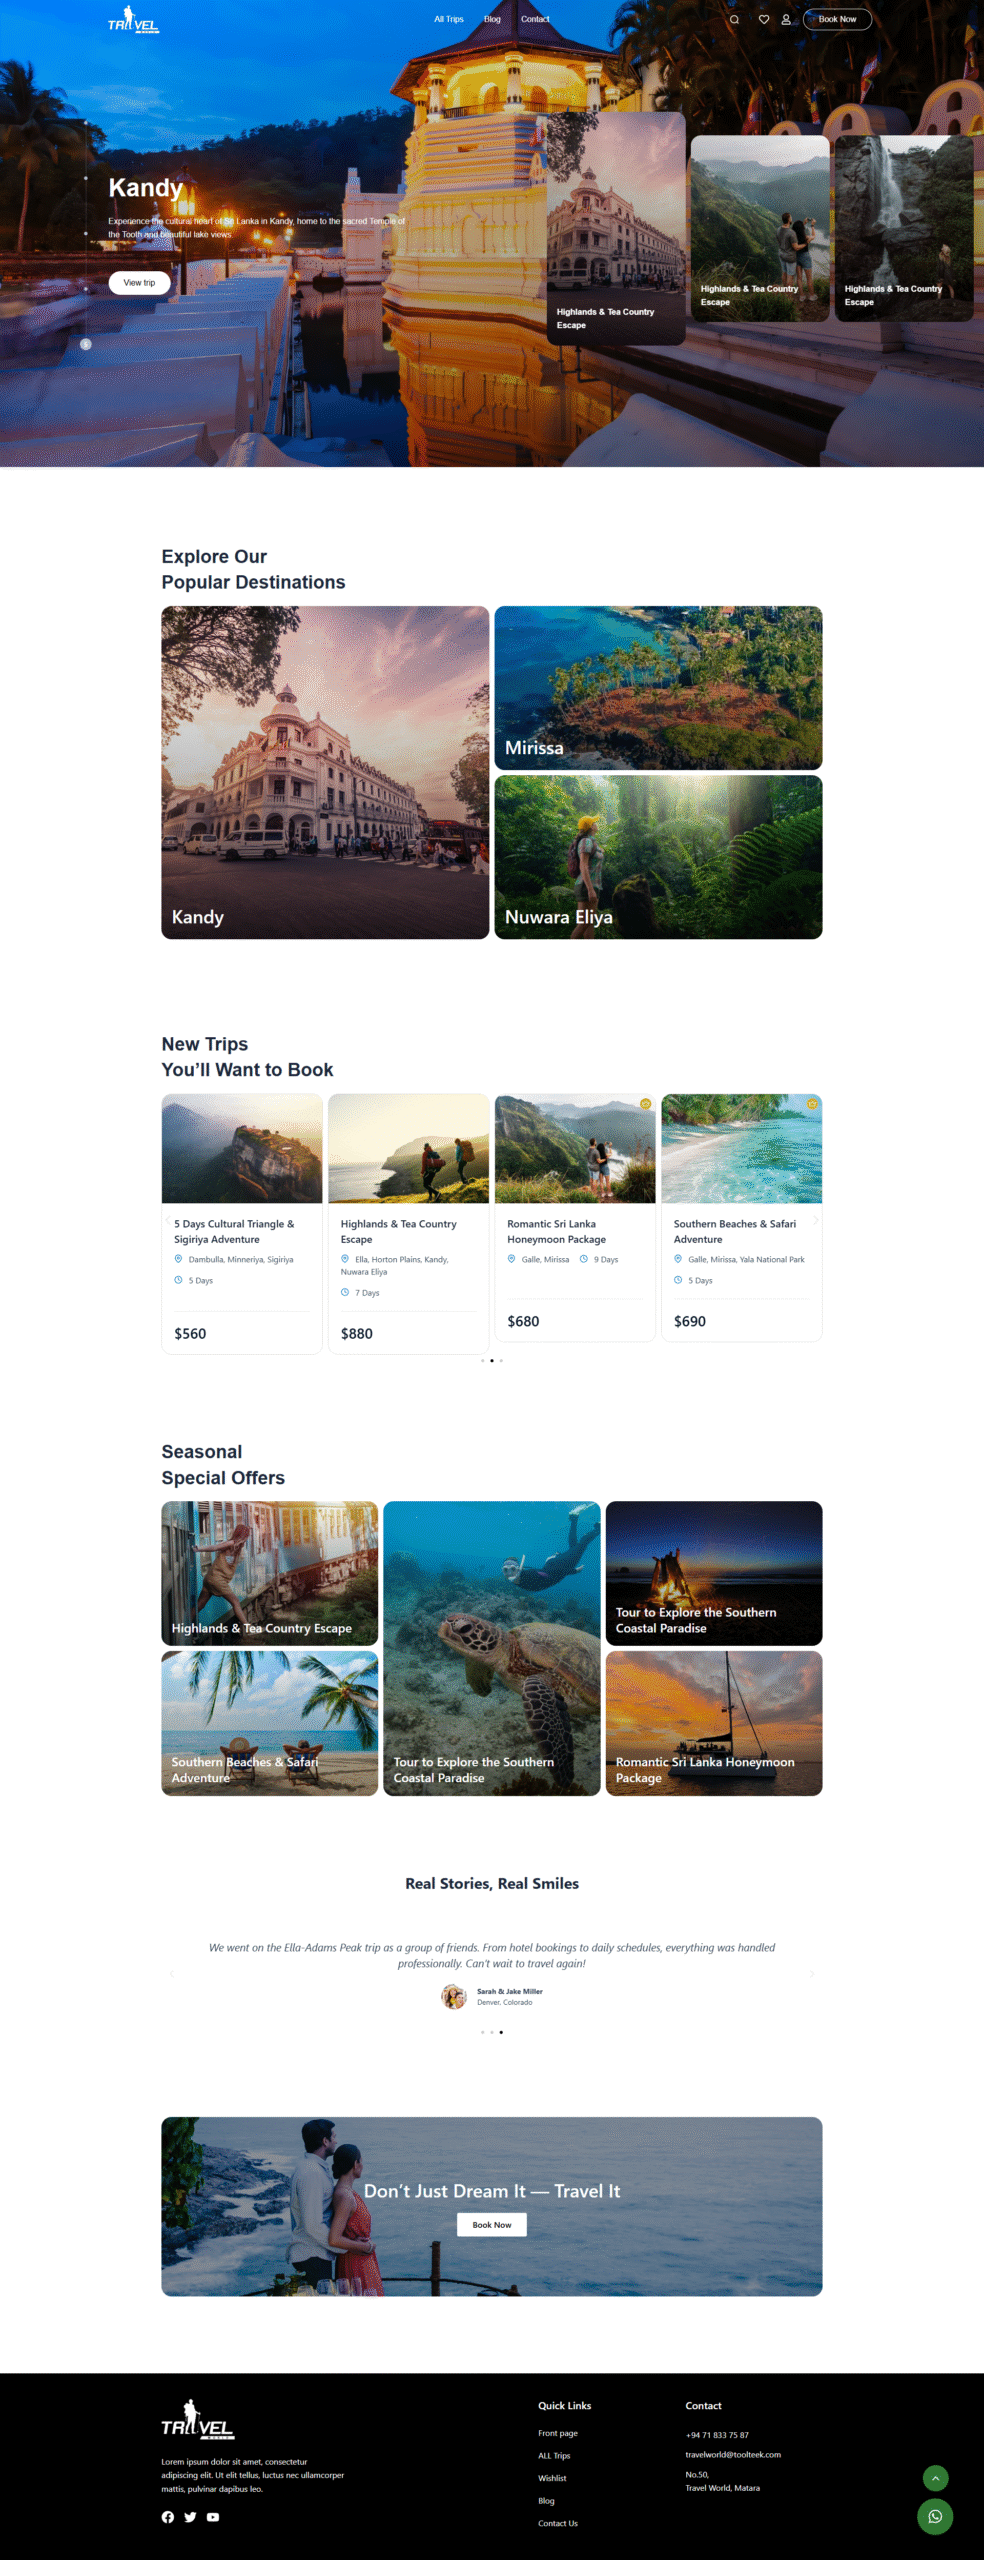 TRAVEL
WORLD
All Trips
Blog
Contact
Book Now
Kandy
Experience the cultural heart of Sri Lanka in Kandy, home to the sacred Temple of
the Tooth and beautiful lake views.
View trip
5
Highlights & Tea Country
Escape
Highlights & Tea Country
Escape
Highlights & Tea Country
Escape
Explore Our
Popular Destinations
Kandy
Mirissa
Nuwara Eliya
New Trips
You’ll Want to Book
5 Days Cultural Triangle &
Sigiriya Adventure
Dambulla, Minneriya, Sigiriya
5 Days
$560
Highlands & Tea Country
Escape
Ella, Horton Plains, Kandy,
Nuwara Eliya
7 Days
$880
Romantic Sri Lanka
Honeymoon Package
Galle, Mirissa
9 Days
$680
Southern Beaches & Safari
Adventure
Galle, Mirissa, Yala National Park
5 Days
$690
Seasonal
Special Offers
Highlands & Tea Country Escape
Southern Beaches & Safari
Adventure
Tour to Explore the Southern
Coastal Paradise
Tour to Explore the Southern
Coastal Paradise
Romantic Sri Lanka Honeymoon
Package
Real Stories, Real Smiles
We went on the Ella-Adams Peak trip as a group of friends. From hotel bookings to daily schedules, everything was handled
professionally. Can’t wait to travel again!
Sarah & Jake Miller
Denver, Colorado
Don’t Just Dream It — Travel It
Book Now
TRAVEL
WORLD
Lorem ipsum dolor sit amet, consectetur
adipiscing elit. Ut elit tellus, luctus nec ullamcorper
mattis, pulvinar dapibus leo.
Quick Links
Front page
ALL Trips
Wishlist
Blog
Contact Us
Contact
+94 71 833 75 87
travelworld@toolteek.com
No.50,
Travel World, Matara